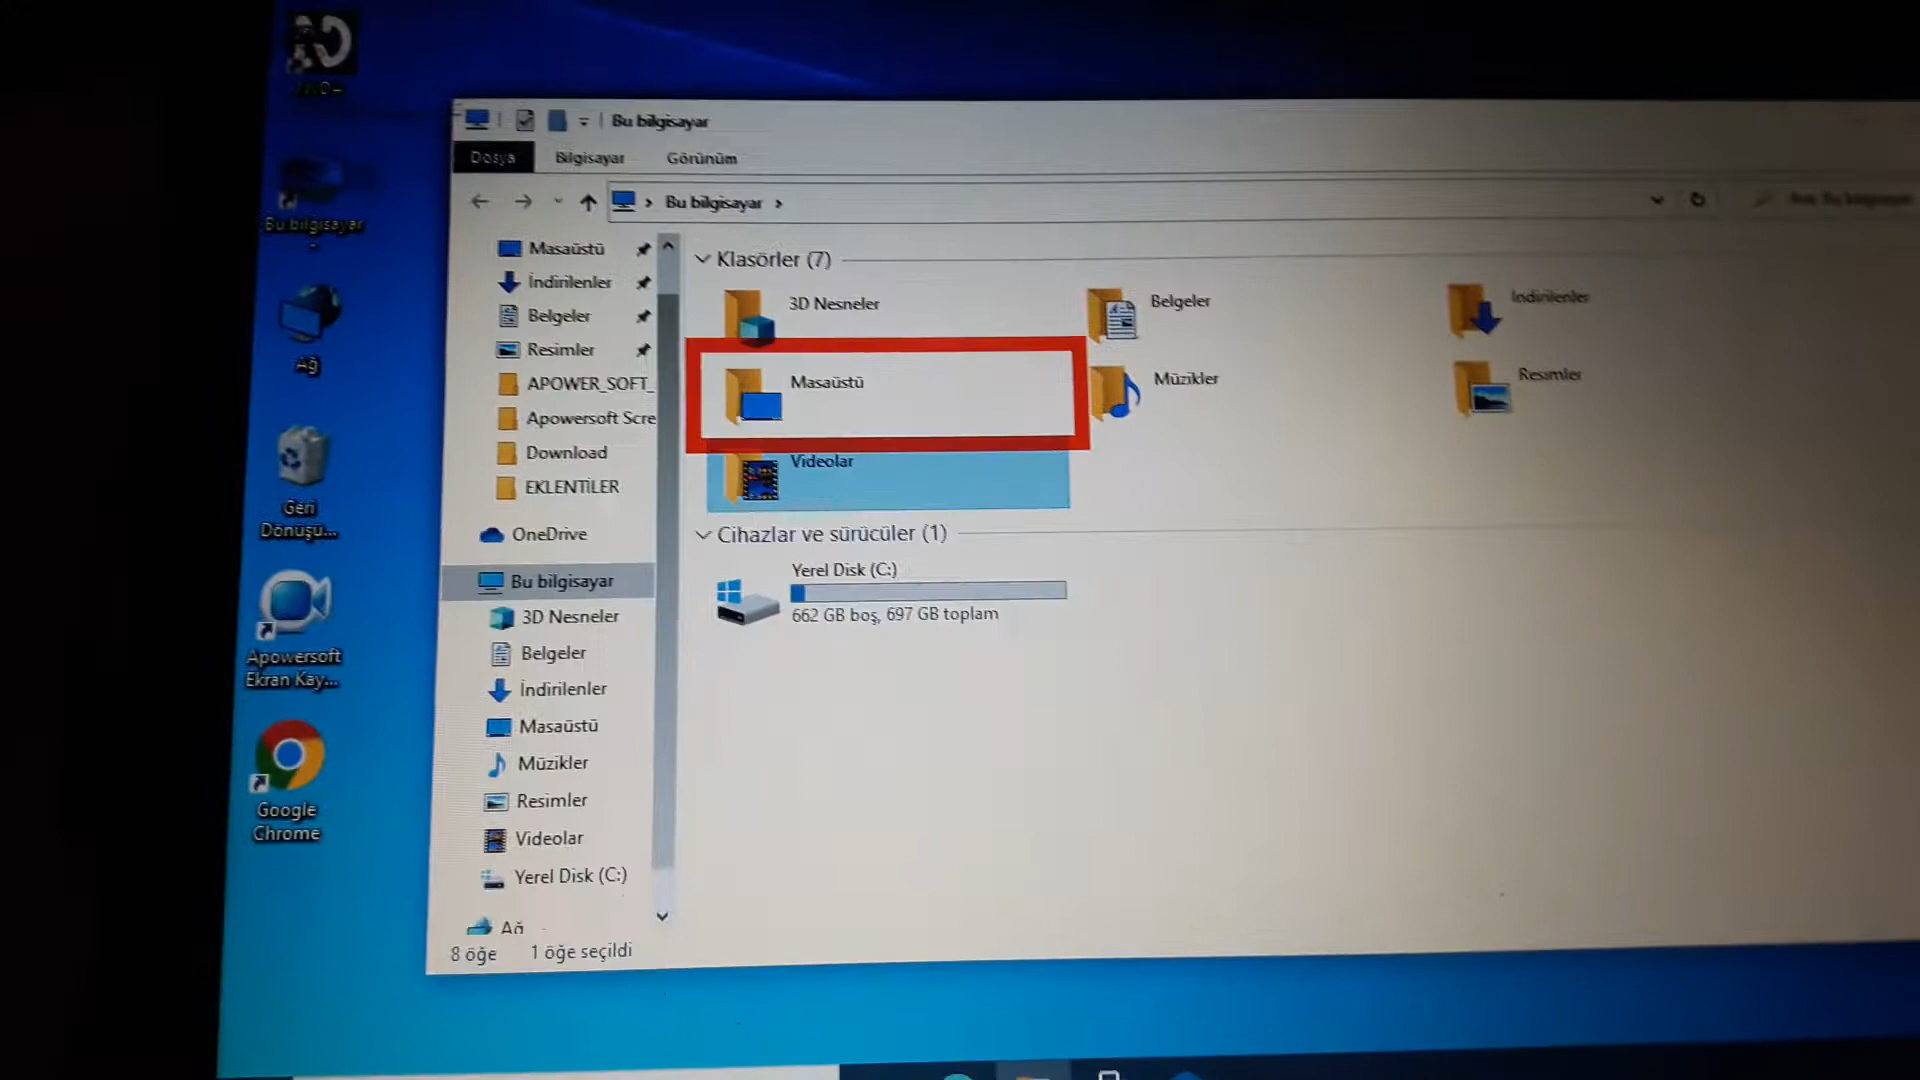 Bu bilgisayar
Dosya
Bilgisayar
Görünüm
Bu bilgisayar
Bu bilgisayar
Ağ
Geri
Dönüşü...
Apowersoft
Ekran Kay...
Google
Chrome
Masaüstü
İndirilenler
Belgeler
Resimler
APOWER_SOFT_
Apowersoft Scre
Download
EKLENTİLER
OneDrive
Bu bilgisayar
3D Nesneler
Belgeler
İndirilenler
Masaüstü
Müzikler
Resimler
Videolar
Yerel Disk (C:)
Ağ
8 öğe
1 öğe seçildi
Klasörler (7)
3D Nesneler
Belgeler
İndirilenler
Masaüstü
Müzikler
Resimler
Videolar
Cihazlar ve sürücüler (1)
Yerel Disk (C:)
662 GB boş, 697 GB toplam